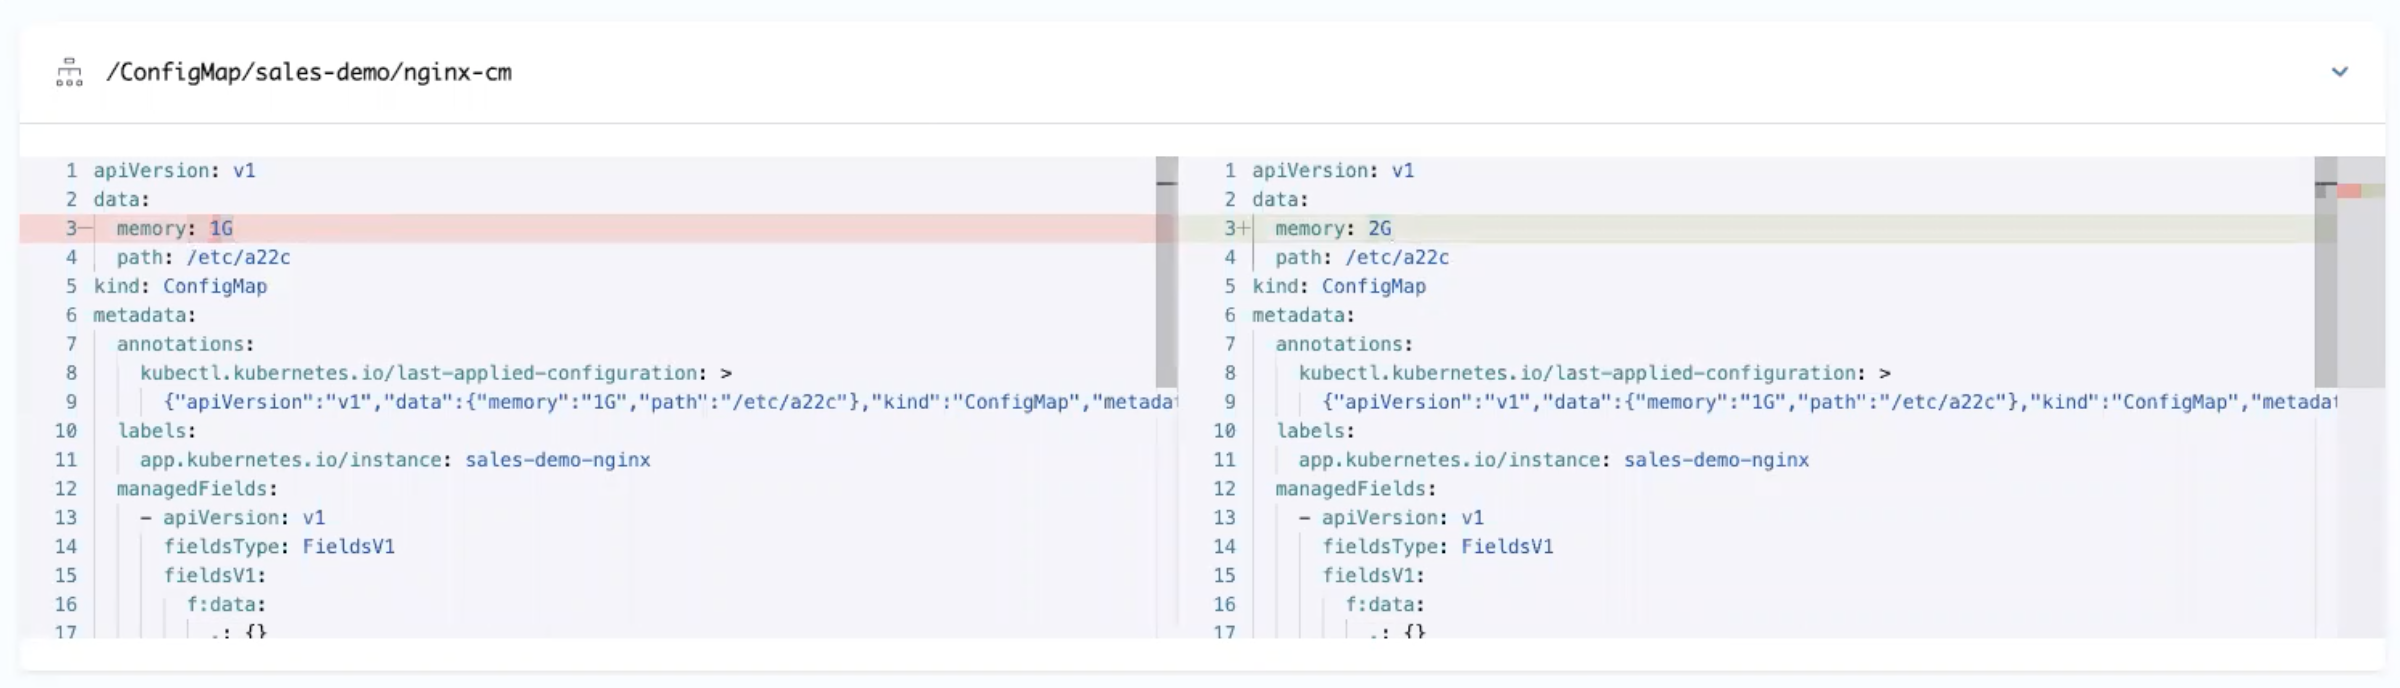 /ConfigMap/sales-demo/nginx-cm
1 apiVersion: v1
2 data:
3— memory: 1G
4 path: /etc/a22c
5 kind: ConfigMap
6 metadata:
7 annotations:
8 kubectl.kubernetes.io/last-applied-configuration: >
9 {"apiVersion":"v1","data":{"memory":"1G","path":"/etc/a22c"},"kind":"ConfigMap","metadat
10 labels:
11 app.kubernetes.io/instance: sales-demo-nginx
12 managedFields:
13 - apiVersion: v1
14 fieldsType: FieldsV1
15 fieldsV1:
16 f:data:
17 .: {}
1 apiVersion: v1
2 data:
3+ memory: 2G
4 path: /etc/a22c
5 kind: ConfigMap
6 metadata:
7 annotations:
8 kubectl.kubernetes.io/last-applied-configuration: >
9 {"apiVersion":"v1","data":{"memory":"1G","path":"/etc/a22c"},"kind":"ConfigMap","metadat
10 labels:
11 app.kubernetes.io/instance: sales-demo-nginx
12 managedFields:
13 - apiVersion: v1
14 fieldsType: FieldsV1
15 fieldsV1:
16 f:data:
17 .: {}